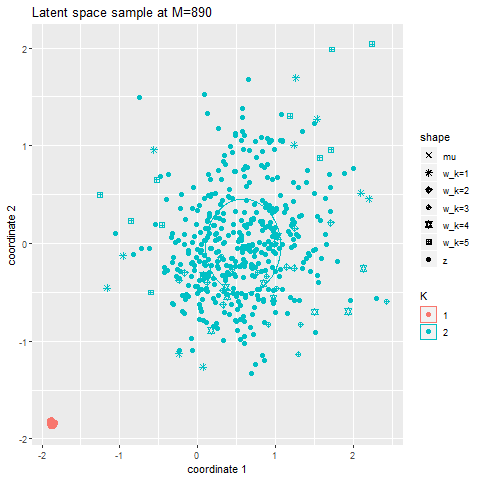 Latent space sample at M=890
2
1
0
-1
-2
-2
-1
0
1
2
coordinate 1
coordinate 2
shape
mu
w_k=1
w_k=2
w_k=3
w_k=4
w_k=5
z
K
1
2